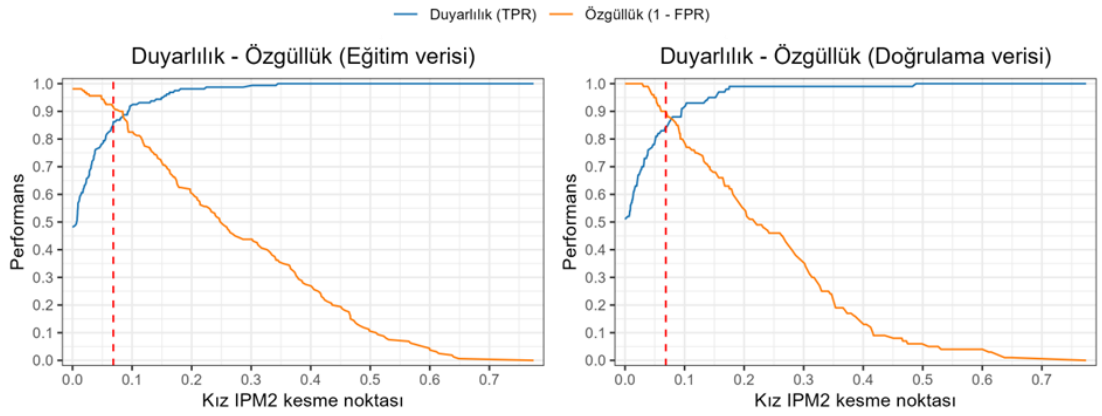 Duyarlılık (TPR) Özgüllük (1 - FPR)
Duyarlılık - Özgüllük (Eğitim verisi)
Performans
1.0
0.9
0.8
0.7
0.6
0.5
0.4
0.3
0.2
0.1
0.0
0.0 0.1 0.2 0.3 0.4 0.5 0.6 0.7
Kız IPM2 kesme noktası
Duyarlılık - Özgüllük (Doğrulama verisi)
Performans
1.0
0.9
0.8
0.7
0.6
0.5
0.4
0.3
0.2
0.1
0.0
0.0 0.1 0.2 0.3 0.4 0.5 0.6 0.7
Kız IPM2 kesme noktası